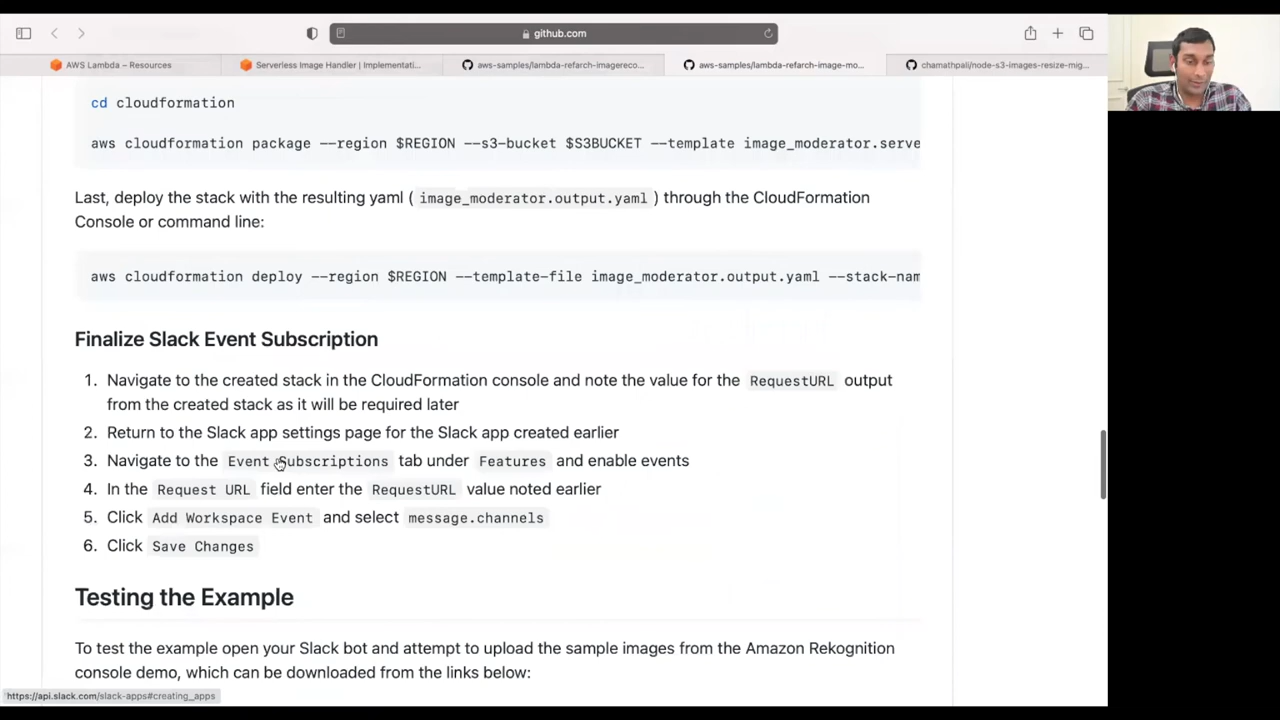 github.com
AWS Lambda – Resources
Serverless Image Handler | Implementati...
aws-samples/lambda-refarch-imagereco...
aws-samples/lambda-refarch-image-mo...
chamathpali/node-s3-images-resize-mig...
cd cloudformation
aws cloudformation package --region $REGION --s3-bucket $S3BUCKET --template image_moderator.serve
Last, deploy the stack with the resulting yaml ( image_moderator.output.yaml ) through the CloudFormation
Console or command line:
aws cloudformation deploy --region $REGION --template-file image_moderator.output.yaml --stack-nam
Finalize Slack Event Subscription
1. Navigate to the created stack in the CloudFormation console and note the value for the RequestURL output
from the created stack as it will be required later
2. Return to the Slack app settings page for the Slack app created earlier
3. Navigate to the Event Subscriptions tab under Features and enable events
4. In the Request URL field enter the RequestURL value noted earlier
5. Click Add Workspace Event and select message.channels
6. Click Save Changes
Testing the Example
To test the example open your Slack bot and attempt to upload the sample images from the Amazon Rekognition
console demo, which can be downloaded from the links below:
https://api.slack.com/slack-apps#creating_apps